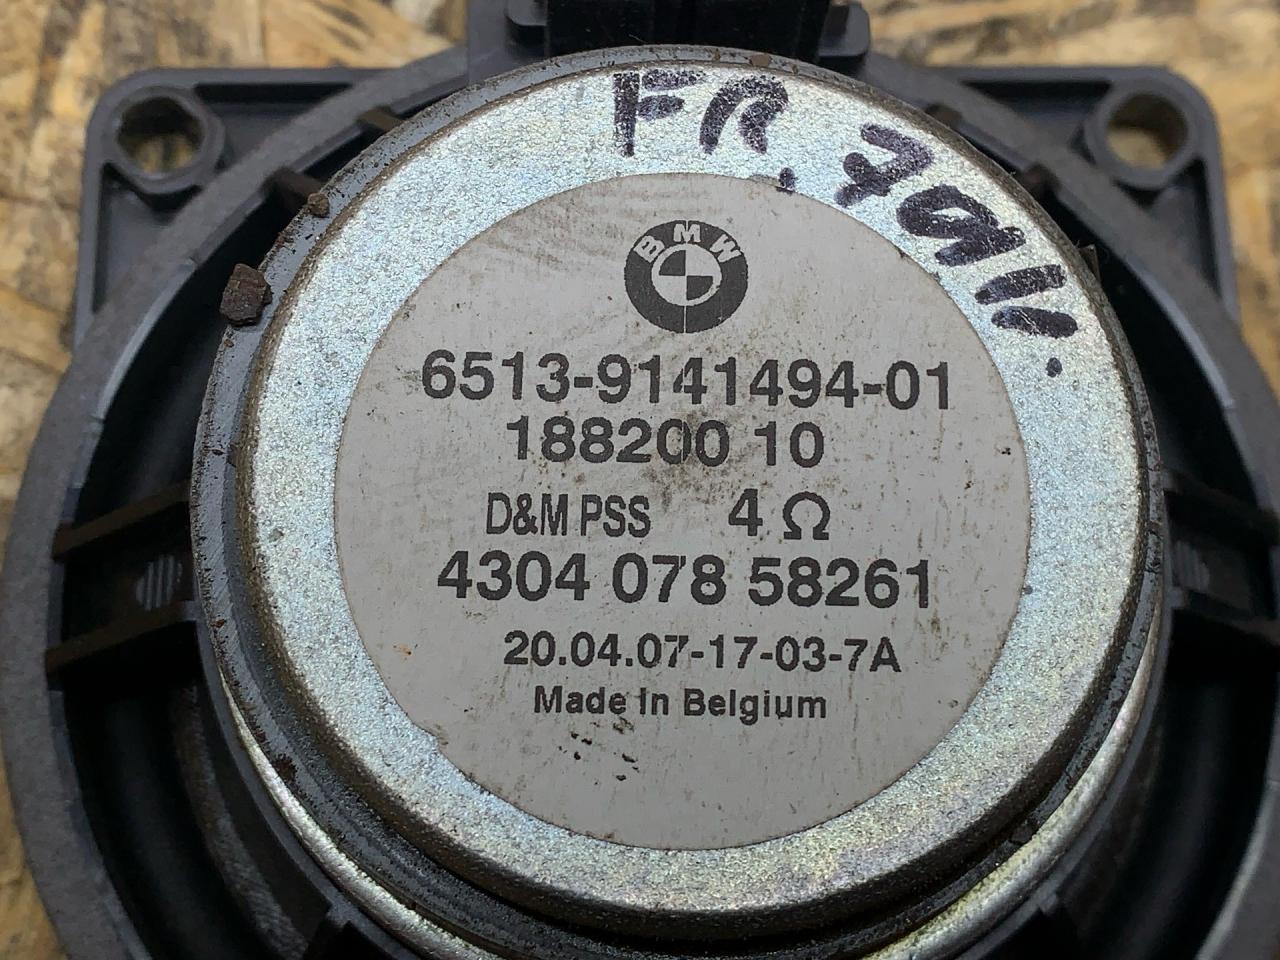 FR. 7911.
BMW
6513-9141494-01
188200 10
D&M PSS 4 Ω
4304 078 58261
20.04.07-17-03-7A
Made In Belgium